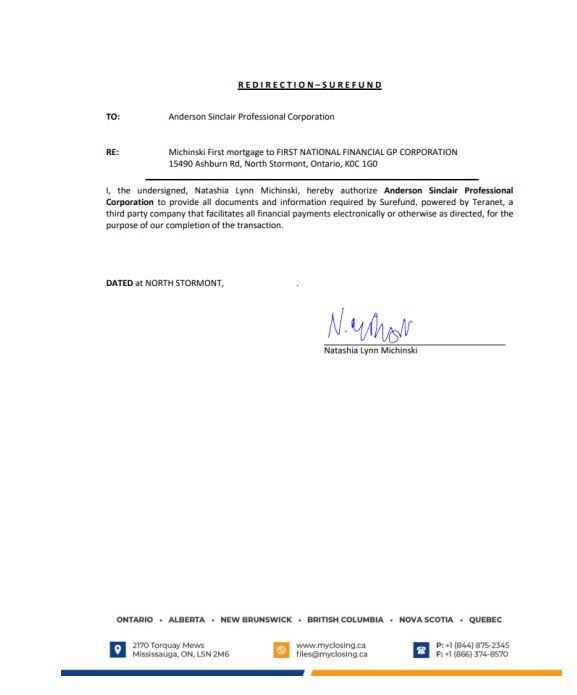 REDIRECTION–SUREFUND
TO: Anderson Sinclair Professional Corporation
RE: Michinski First mortgage to FIRST NATIONAL FINANCIAL GP CORPORATION
15490 Ashburn Rd, North Stormont, Ontario, K0C 1G0
I, the undersigned, Natashia Lynn Michinski, hereby authorize Anderson Sinclair Professional
Corporation to provide all documents and information required by Surefund, powered by Teranet, a
third party company that facilitates all financial payments electronically or otherwise as directed, for the
purpose of our completion of the transaction.
DATED at NORTH STORMONT, .
Natashia Lynn Michinski
ONTARIO • ALBERTA • NEW BRUNSWICK • BRITISH COLUMBIA • NOVA SCOTIA • QUEBEC
2170 Torquay Mews www.myclosing.ca P: +1 (844) 875-2345
Mississauga, ON, L5N 2M6 files@myclosing.ca F: +1 (866) 374-8570